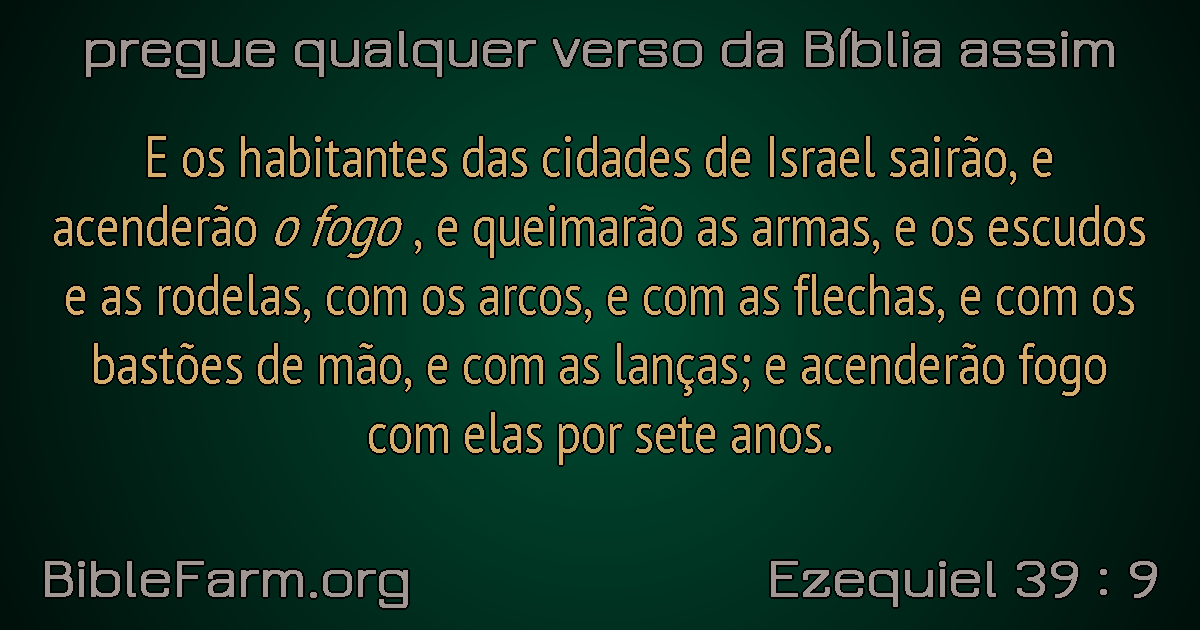 pregue qualquer verso da Bíblia assim
E os habitantes das cidades de Israel sairão, e
acenderão o fogo , e queimarão as armas, e os escudos
e as rodelas, com os arcos, e com as flechas, e com os
bastões de mão, e com as lanças; e acenderão fogo
com elas por sete anos.
BibleFarm.org
Ezequiel 39 : 9